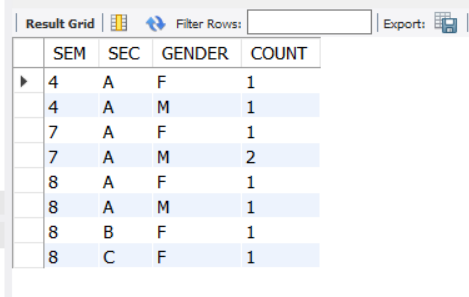 Result Grid Filter Rows: Export:
SEM SEC GENDER COUNT
4 A F 1
4 A M 1
7 A F 1
7 A M 2
8 A F 1
8 A M 1
8 B F 1
8 C F 1